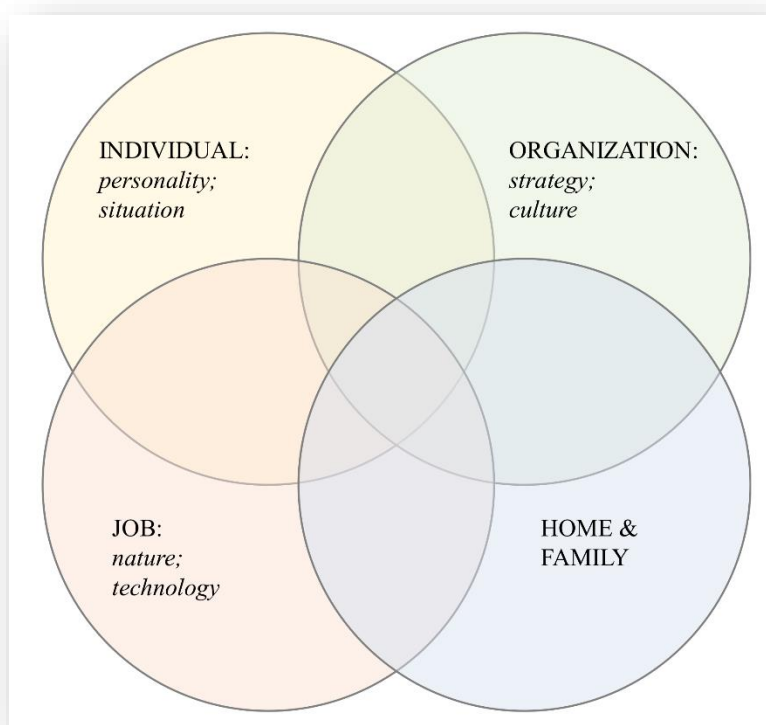 INDIVIDUAL:
personality;
situation
ORGANIZATION:
strategy;
culture
JOB:
nature;
technology
HOME &
FAMILY